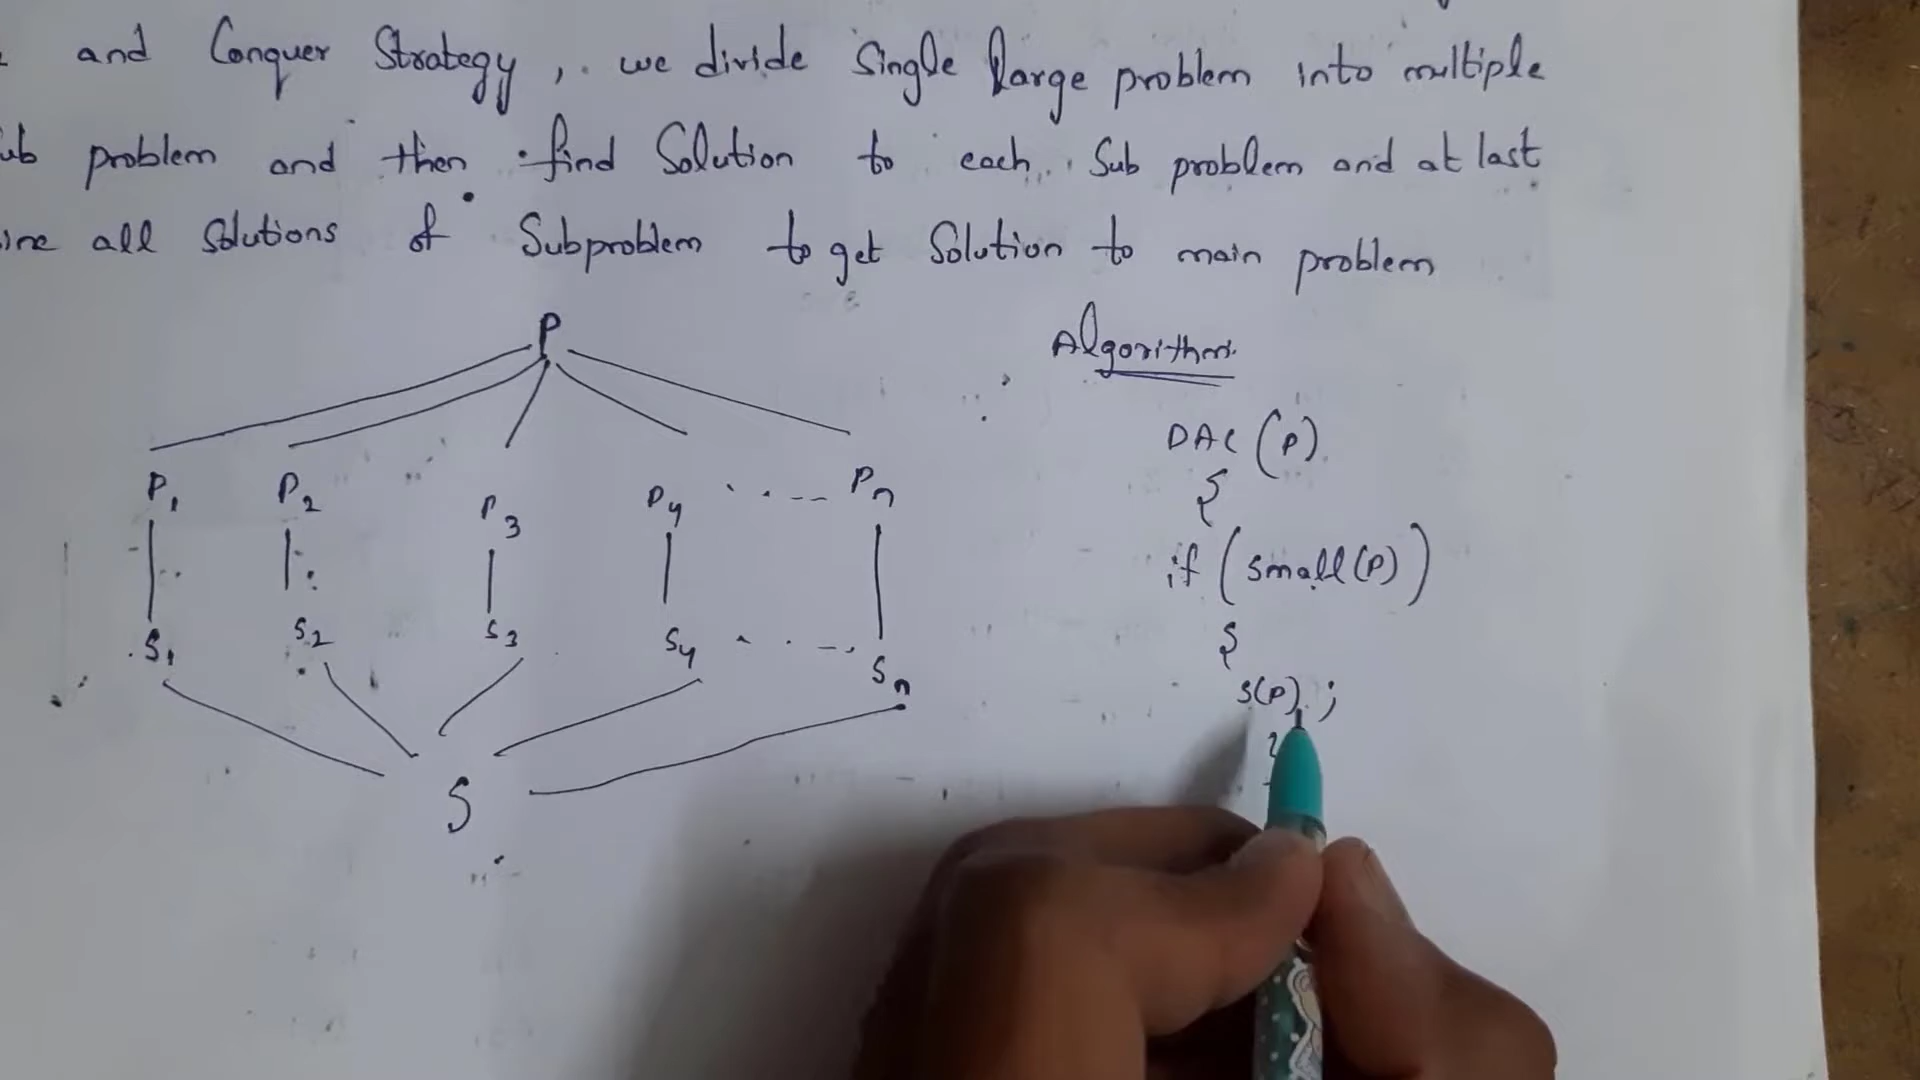 and Conquer Strategy, we divide Single large problem into multiple
ub problem and then find Solution to each Sub problem and at last
ine all Solutions of Subproblem to get Solution to main problem
P
Algorithm
P1 P2 P3 P4 Pn
S1 S2 S3 S4 Sn
S
DAC (P)
{
if (small(P))
{
S(P);